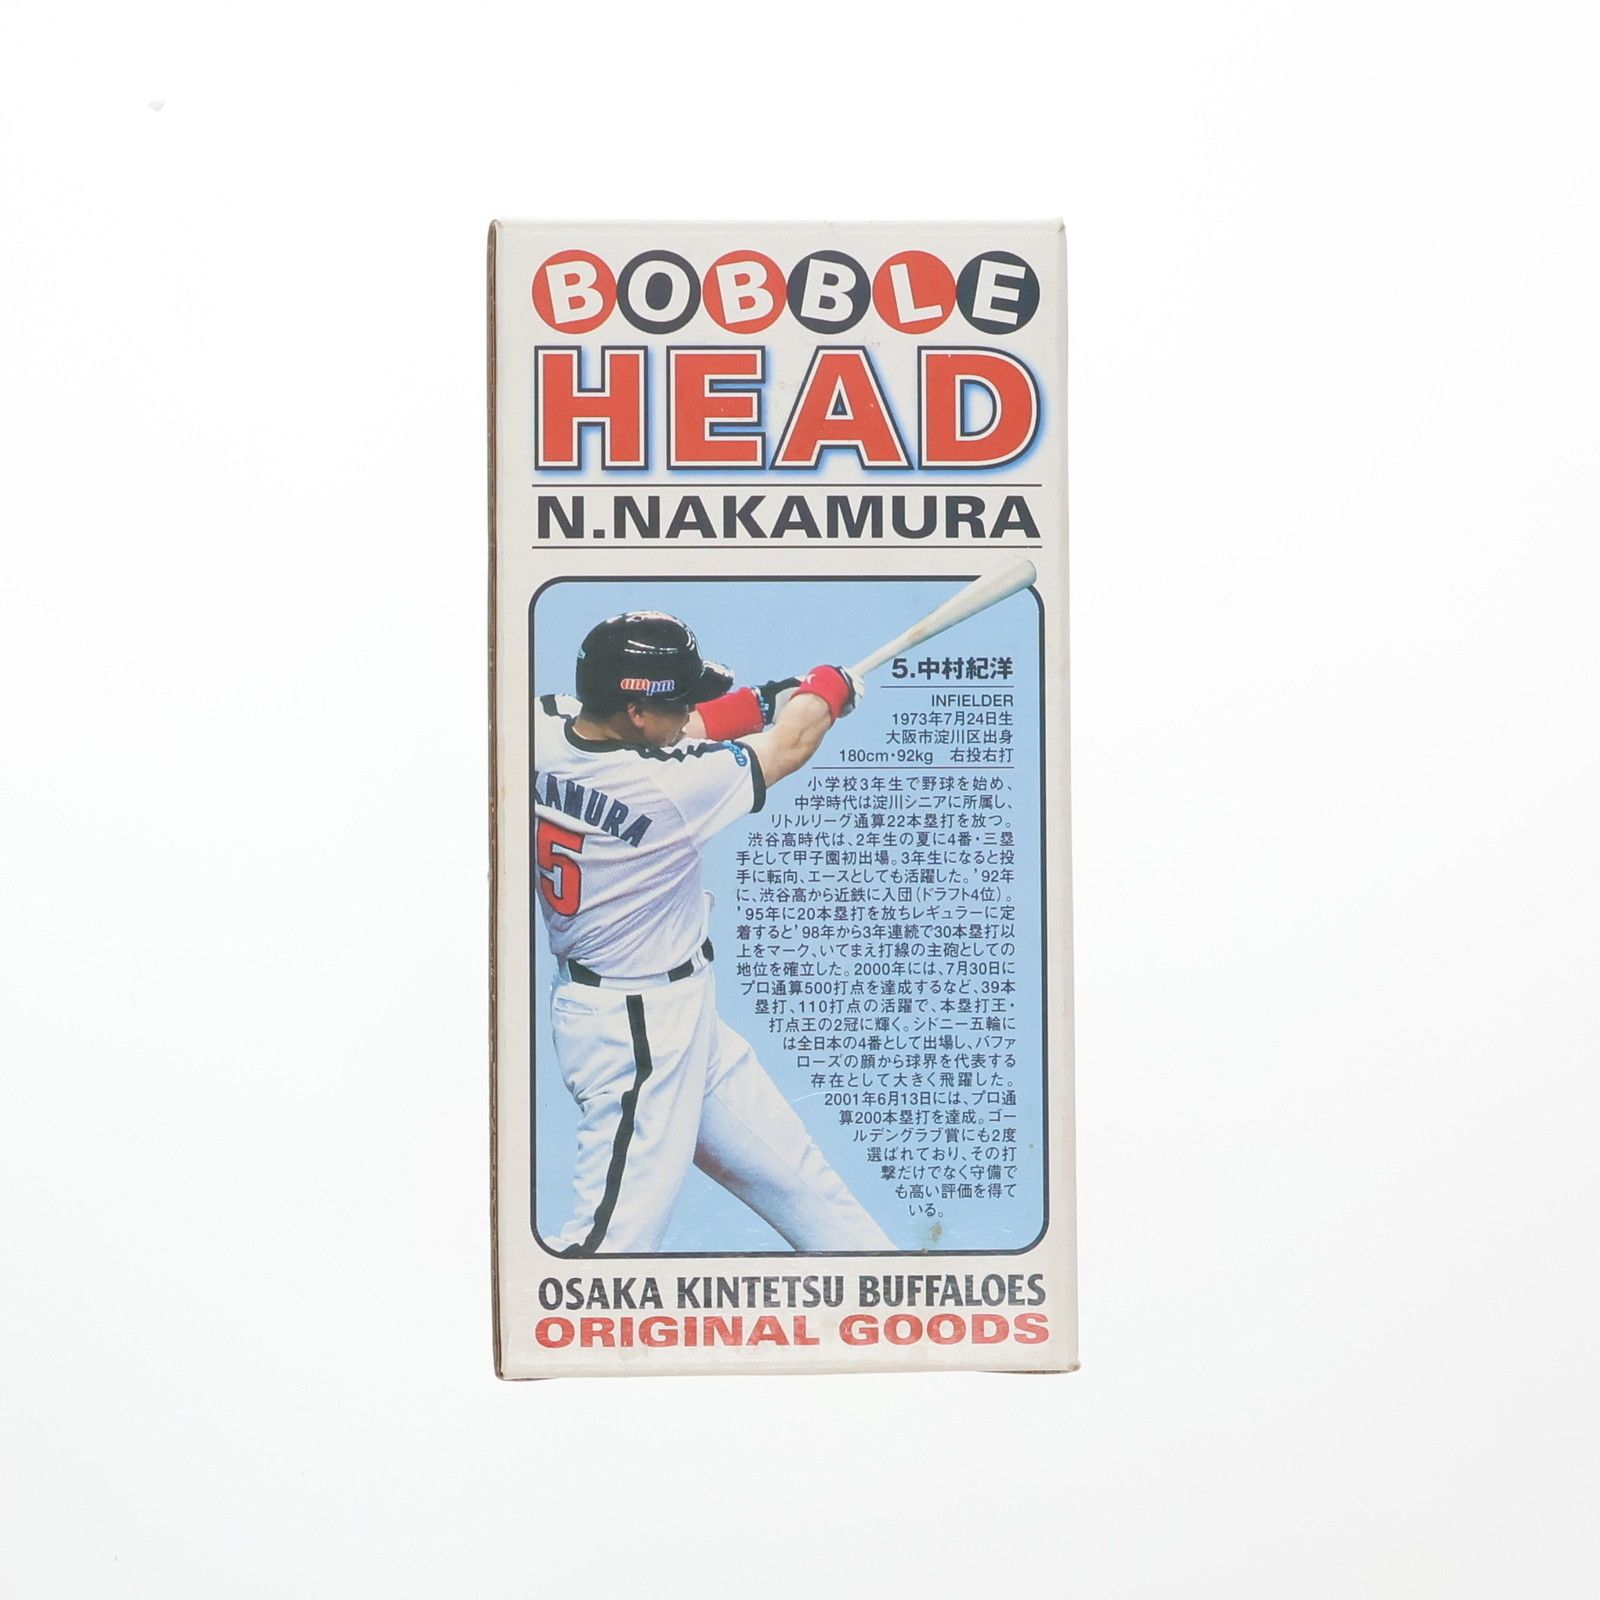 BOBBLE
HEAD
N.NAKAMURA
ampm
KAMURA
5
5.中村紀洋
INFIELDER
1973年7月24日生
大阪市淀川区出身
180cm・92kg 右投右打
小学校3年生で野球を始め、
中学時代は淀川シニアに所属し、
リトルリーグ通算22本塁打を放つ。
渋谷高時代は、2年生の夏に4番・三塁
手として甲子園初出場。3年生になると投
手に転向、エースとしても活躍した。'92年
に、渋谷高から近鉄に入団(ドラフト4位)。
'95年に20本塁打を放ちレギュラーに定
着すると'98年から3年連続で30本塁打以
上をマーク、いてまえ打線の主砲としての
地位を確立した。2000年には、7月30日に
プロ通算500打点を達成するなど、39本
塁打、110打点の活躍で、本塁打王・
打点王の2冠に輝く。シドニー五輪に
は全日本の4番として出場し、バファ
ローズの顔から球界を代表する
存在として大きく飛躍した。
2001年6月13日には、プロ通
算200本塁打を達成。ゴー
ルデングラブ賞にも2度
選ばれており、その打
撃だけでなく守備で
も高い評価を得て
いる。
OSAKA KINTETSU BUFFALOES
ORIGINAL GOODS